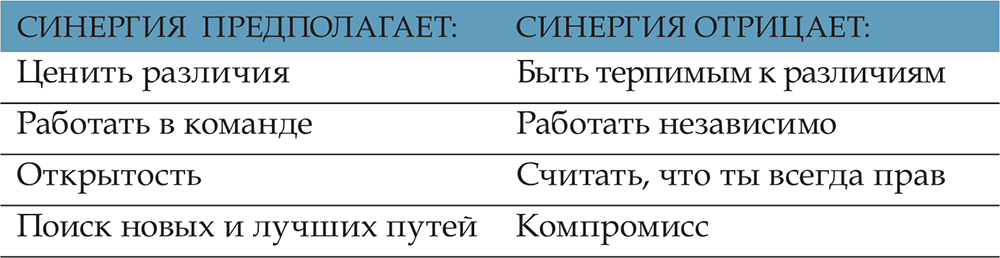 СИНЕРГИЯ ПРЕДПОЛАГАЕТ: СИНЕРГИЯ ОТРИЦАЕТ:
Ценить различия Быть терпимым к различиям
Работать в команде Работать независимо
Открытость Считать, что ты всегда прав
Поиск новых и лучших путей Компромисс